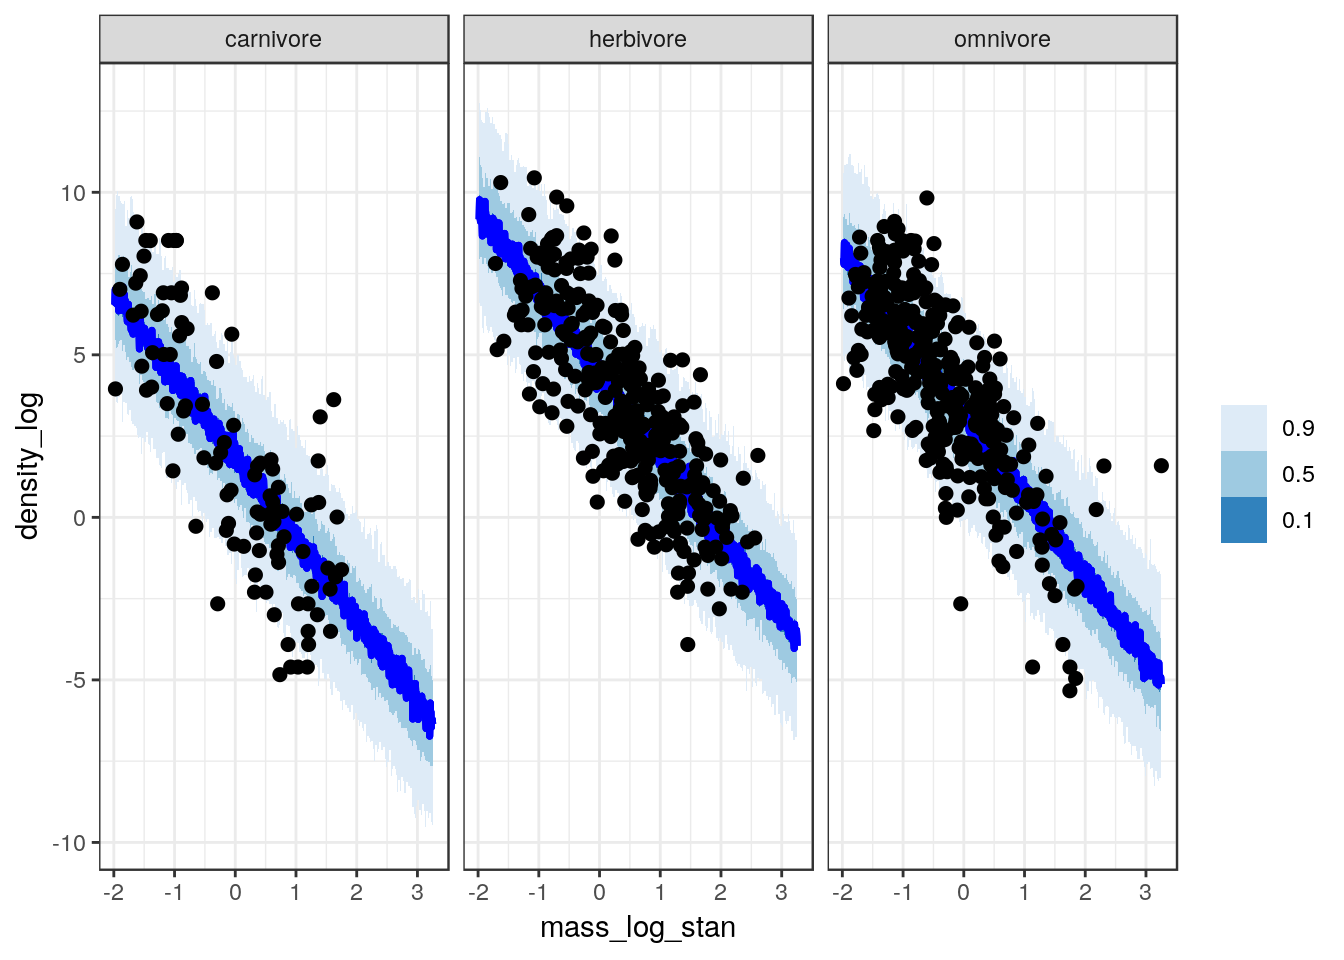 carnivore herbivore omnivore
10
5
0
-5
-10
density_log
-2 -1 0 1 2 3 -2 -1 0 1 2 3 -2 -1 0 1 2 3
mass_log_stan
0.9
0.5
0.1